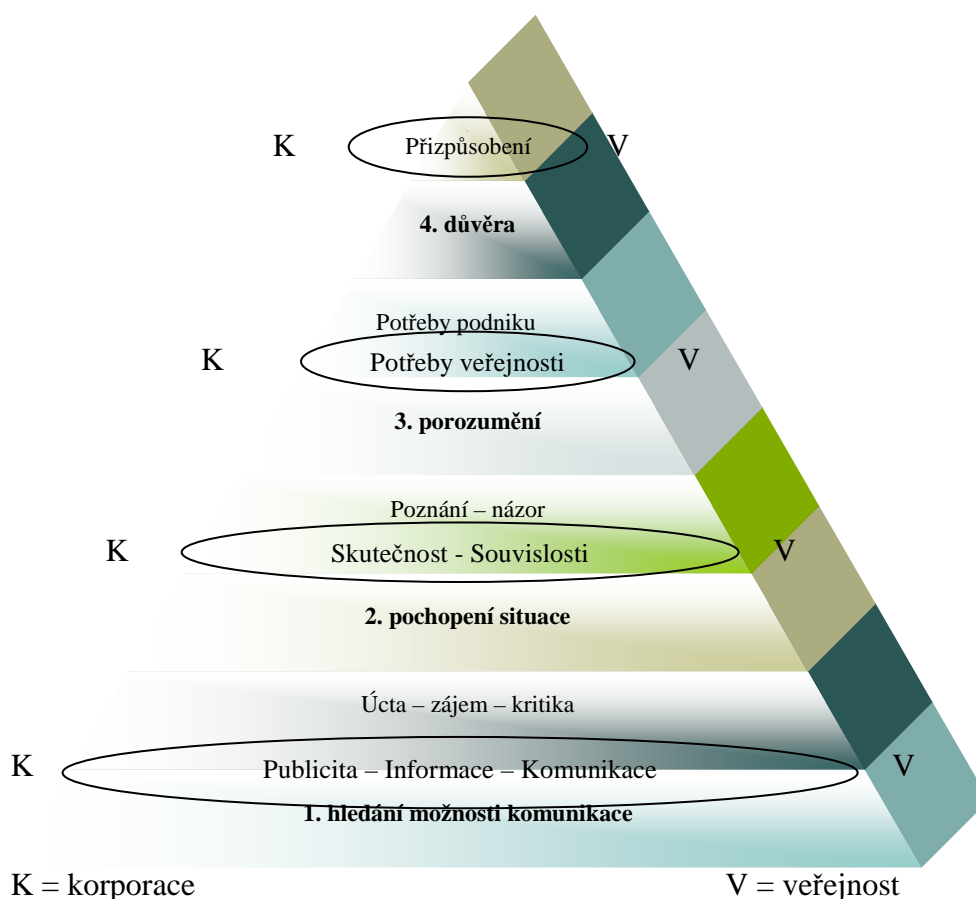 K Přizpůsobení V
4. důvěra
Potřeby podniku
K Potřeby veřejnosti V
3. porozumění
Poznání – názor
K Skutečnost - Souvislosti V
2. pochopení situace
Úcta – zájem – kritika
K Publicita – Informace – Komunikace V
1. hledání možnosti komunikace
K = korporace V = veřejnost